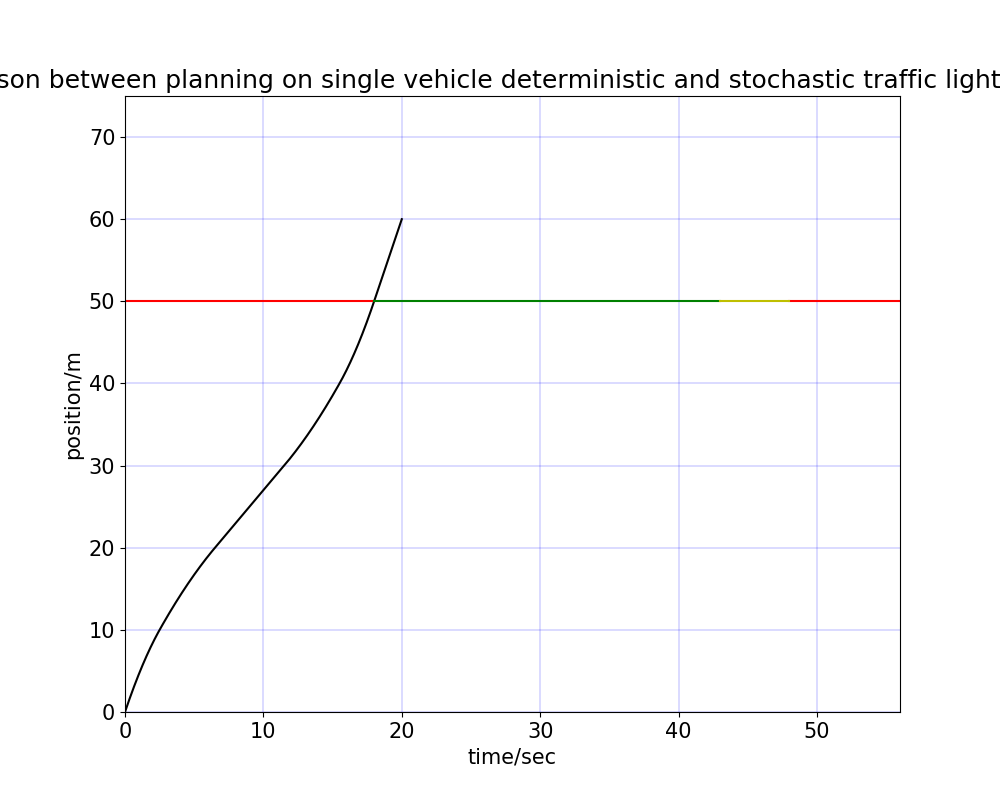 son between planning on single vehicle deterministic and stochastic traffic light
70
60
50
40
30
20
10
0
position/m
0 10 20 30 40 50
time/sec